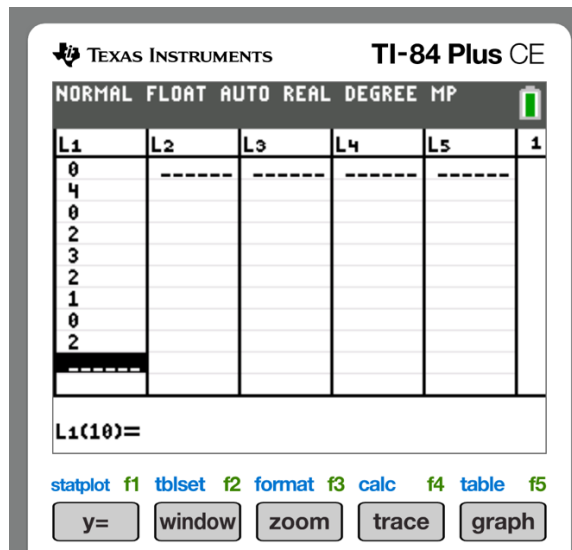 TEXAS INSTRUMENTS TI-84 Plus CE
NORMAL FLOAT AUTO REAL DEGREE MP
L1 L2 L3 L4 L5 1
0 ------ ------ ------ ------
4
0
2
3
2
1
0
2
------
L1(10)=
statplot f1 tblset f2 format f3 calc f4 table f5
y= window zoom trace graph